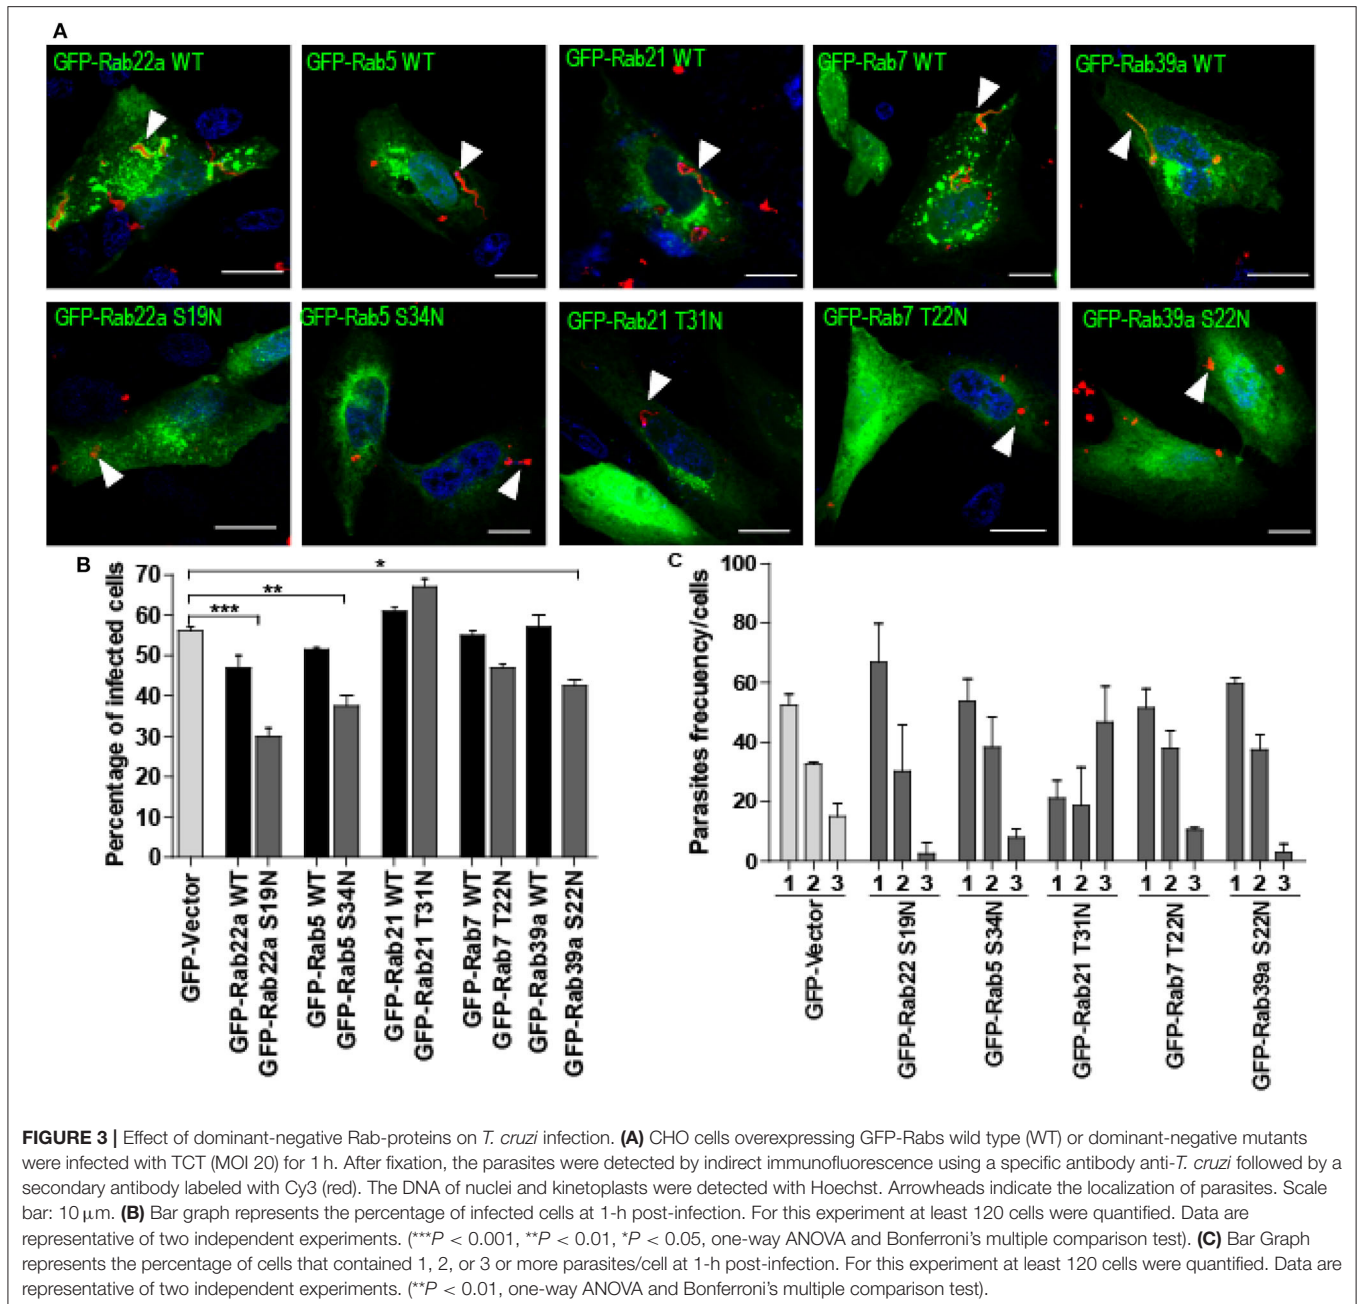 A
GFP-Rab22a WT
GFP-Rab5 WT
GFP-Rab21 WT
GFP-Rab7 WT
GFP-Rab39a WT
GFP-Rab22a S19N
GFP-Rab5 S34N
GFP-Rab21 T31N
GFP-Rab7 T22N
GFP-Rab39a S22N
B
Percentage of infected cells
70
60
50
40
30
20
10
0
***
**
*
GFP-Vector
GFP-Rab22a WT
GFP-Rab22a S19N
GFP-Rab5 WT
GFP-Rab5 S34N
GFP-Rab21 WT
GFP-Rab21 T31N
GFP-Rab7 WT
GFP-Rab7 T22N
GFP-Rab39a WT
GFP-Rab39a S22N
C
Parasites frecuency/cells
100
80
60
40
20
0
1 2 3 1 2 3 1 2 3 1 2 3 1 2 3 1 2 3
GFP-Vector
GFP-Rab22 S19N
GFP-Rab5 S34N
GFP-Rab21 T31N
GFP-Rab7 T22N
GFP-Rab39a S22N
FIGURE 3 | Effect of dominant-negative Rab-proteins on T. cruzi infection. (A) CHO cells overexpressing GFP-Rabs wild type (WT) or dominant-negative mutants
were infected with TCT (MOI 20) for 1 h. After fixation, the parasites were detected by indirect immunofluorescence using a specific antibody anti-T. cruzi followed by a
secondary antibody labeled with Cy3 (red). The DNA of nuclei and kinetoplasts were detected with Hoechst. Arrowheads indicate the localization of parasites. Scale
bar: 10 μm. (B) Bar graph represents the percentage of infected cells at 1-h post-infection. For this experiment at least 120 cells were quantified. Data are
representative of two independent experiments. (***P < 0.001, **P < 0.01, *P < 0.05, one-way ANOVA and Bonferroni's multiple comparison test). (C) Bar Graph
represents the percentage of cells that contained 1, 2, or 3 or more parasites/cell at 1-h post-infection. For this experiment at least 120 cells were quantified. Data are
representative of two independent experiments. (**P < 0.01, one-way ANOVA and Bonferroni's multiple comparison test).